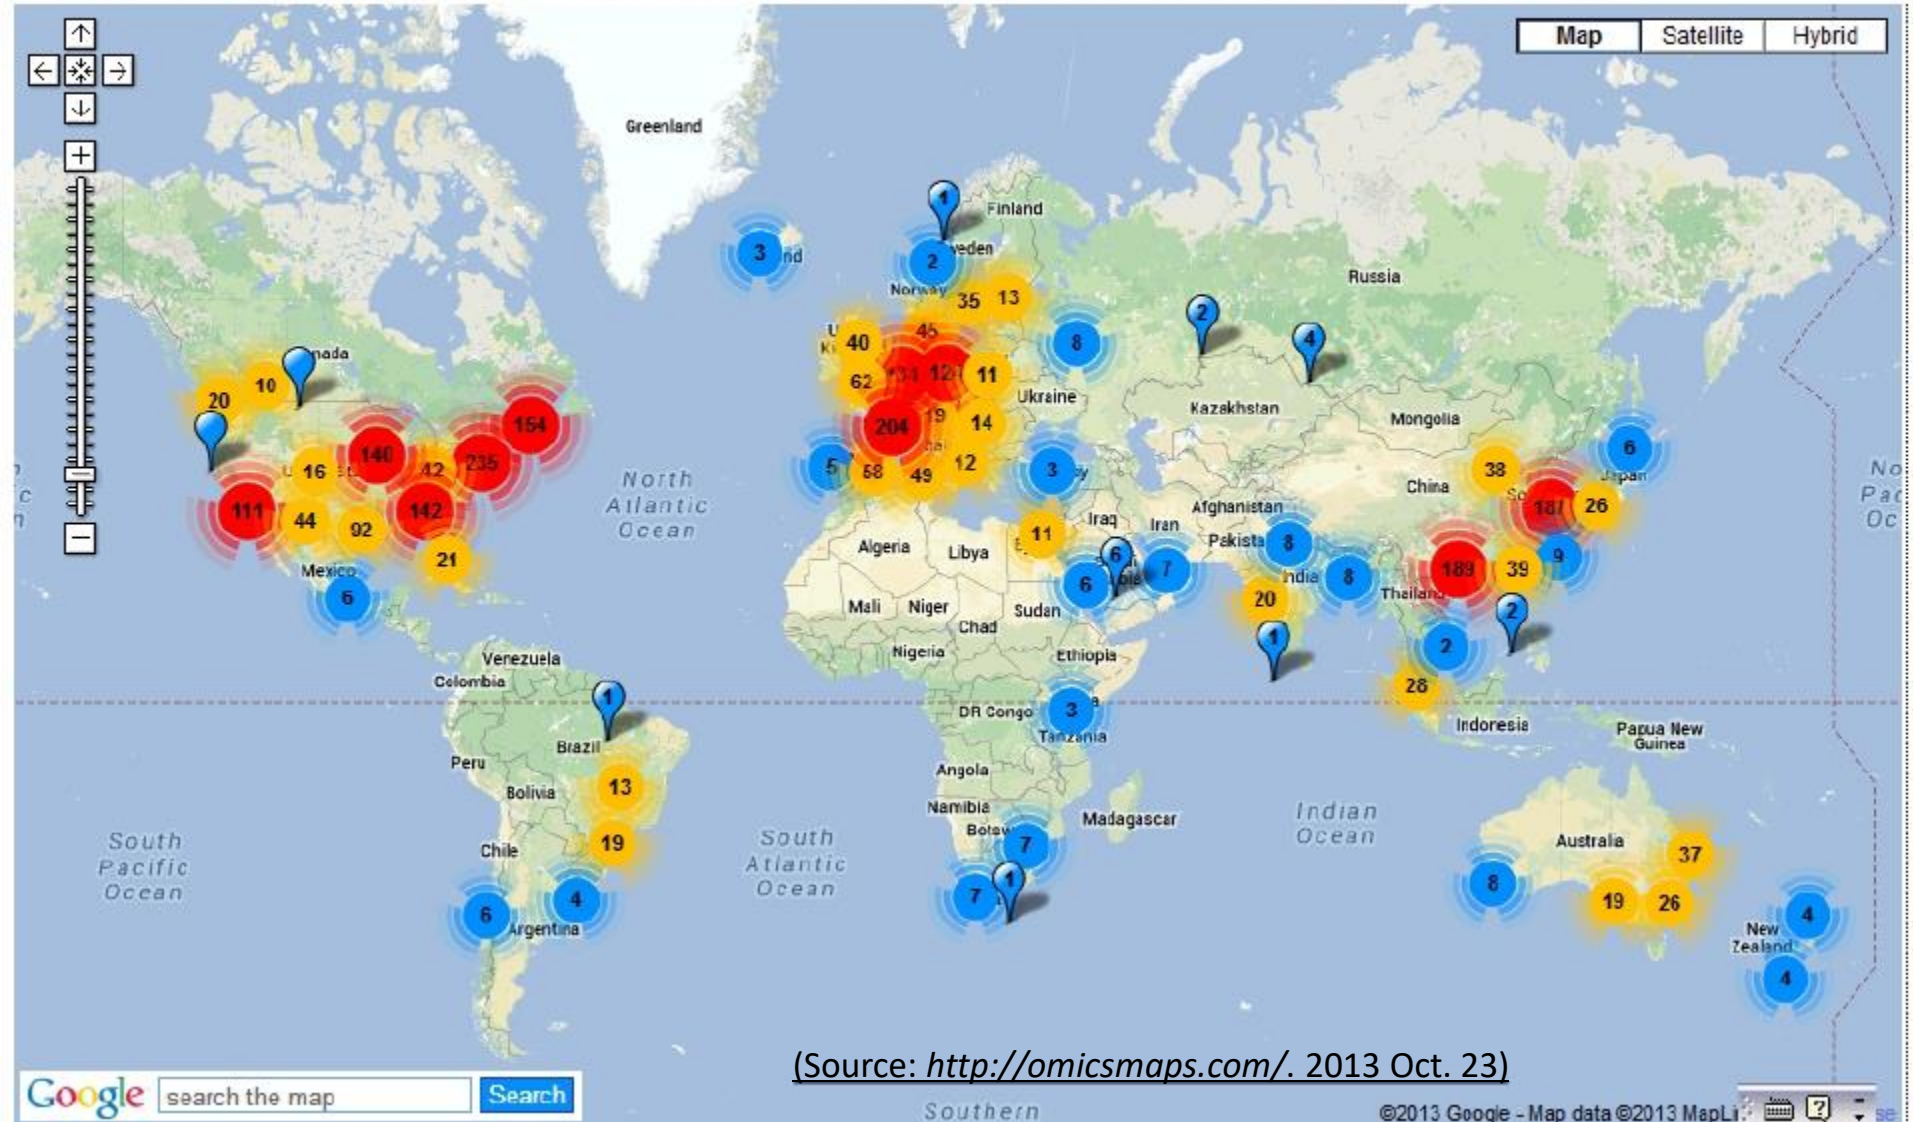 Map
Satellite
Hybrid
Greenland
3
1
Finland
2
Norway
35
13
Russia
2
4
8
40
45
62
11
Ukraine
Kazakhstan
Mongolia
10
20
154
140
16
42
235
111
44
92
142
21
Mexico
6
North
Atlantic
Ocean
204
19
14
5
58
49
12
3
38
China
6
Japan
26
Afghanistan
Iraq
Iran
8
9
Algeria
Libya
11
6
7
6
India
8
189
39
Thailand
20
2
Mali
Niger
Sudan
Chad
Nigeria
Ethiopia
1
2
28
Venezuela
Colombia
1
DR Congo
3
Tanzania
Indonesia
Papua New
Guinea
Brazil
Peru
Angola
13
Bolivia
Namibia
Madagascar
Indian
Ocean
South
Pacific
Ocean
Chile
19
South
Atlantic
Ocean
7
Australia
37
7
1
8
19
26
6
4
Argentina
4
New
Zealand
4
(Source: http://omicsmaps.com/. 2013 Oct. 23)
Google
search the map
Search
Southern
©2013 Google - Map data ©2013